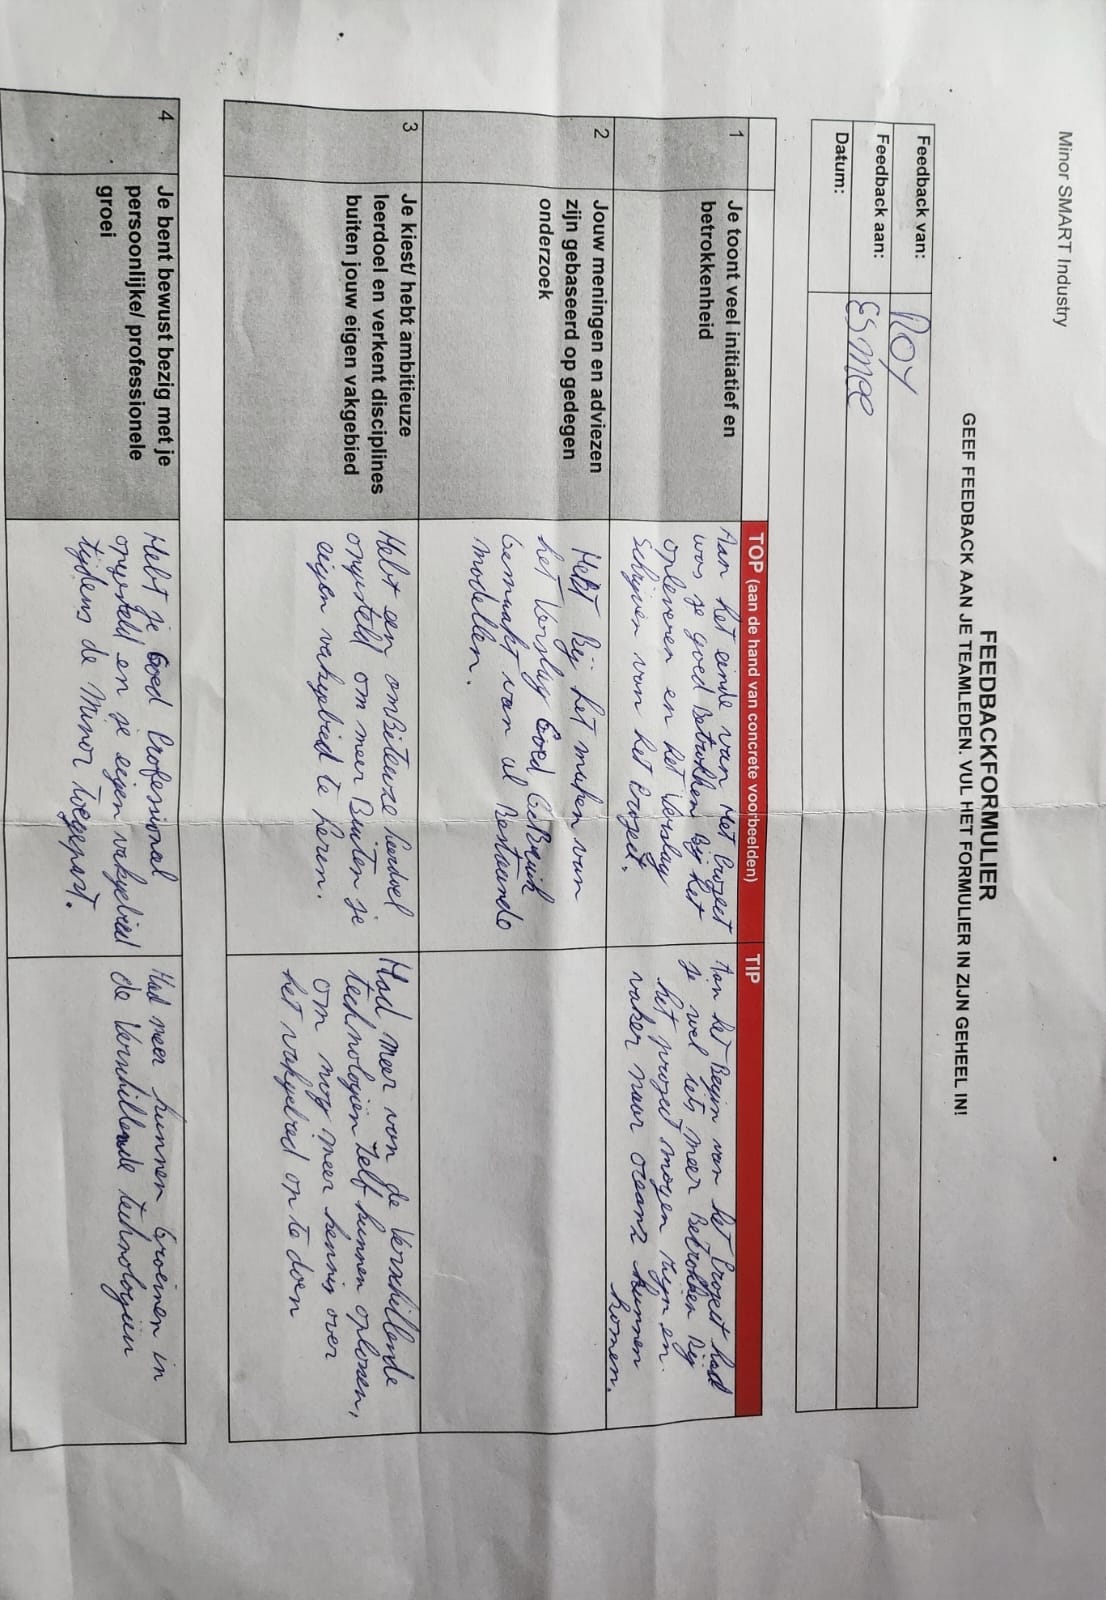 Minor SMART Industry
FEEDBACKFORMULIER
GEEF FEEDBACK AAN JE TEAMLEDEN. VUL HET FORMULIER IN ZIJN GEHEEL IN!
Feedback van: ROY
Feedback aan: ESmee
Datum:
TOP (aan de hand van concrete voorbeelden)
TIP
1
Je toont veel initiatief en
betrokkenheid
Aan het einde van Het Project
was je goed Betrokken Bij het
opleveren en het Verslag
Schrijven van het Project.
Aan het Begin van het Project had
je wel iets meer Betrokken Bij
het project mogen zijn en
vaker naar oceanz kunnen
komen.
2
Jouw meningen en adviezen
zijn gebaseerd op gedegen
onderzoek
HeBt Bij het maken van
het Verslag Goed GeBruik
Gemaakt van al Bestaande
modellen.
3
Je kiest/ hebt ambitieuze
leerdoel en verkent disciplines
buiten jouw eigen vakgebied
Hebt een omBiteuze Leerdoel
opgesteld om meer Buiten je
eigen vakgebied te Leren.
Had meer van de Verschillende
technologiën Zelf kunnen oplossen,
om nog meer kennis over
het vakgebied op te doen
4
Je bent bewust bezig met je
persoonlijke/ professionele
groei
Hebt je Goed Professional
opgesteld en je eigen vakgebied
tijdens de Minor toegepast.
Had meer kunnen Groeinen in
de Verschillende technologiën